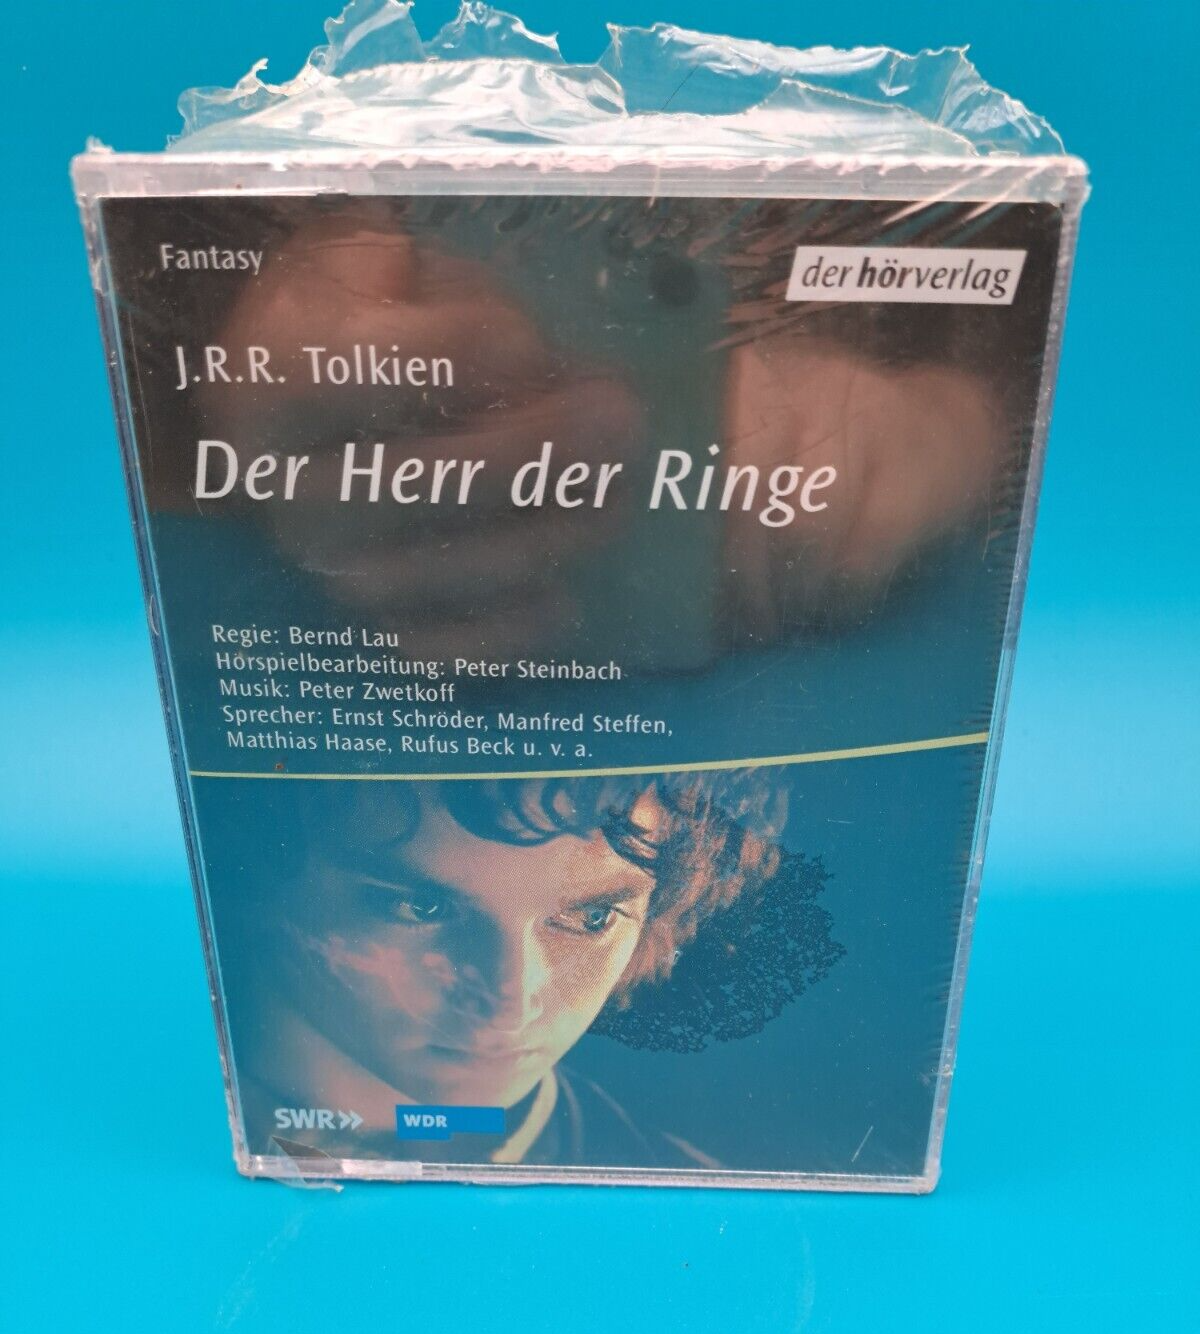 Fantasy
der hörverlag
J.R.R. Tolkien
Der Herr der Ringe
Regie: Bernd Lau
Hörspielbearbeitung: Peter Steinbach
Musik: Peter Zwetkoff
Sprecher: Ernst Schröder, Manfred Steffen,
Matthias Haase, Rufus Beck u. v. a.
SWR»
WDR